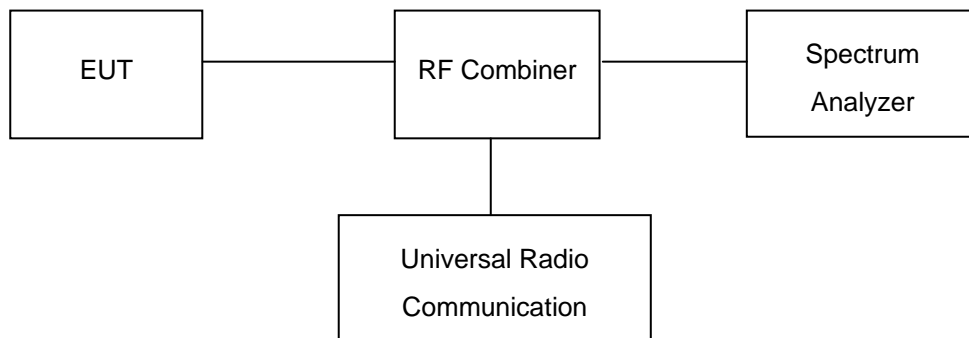 EUT
RF Combiner
Spectrum
Analyzer
Universal Radio
Communication